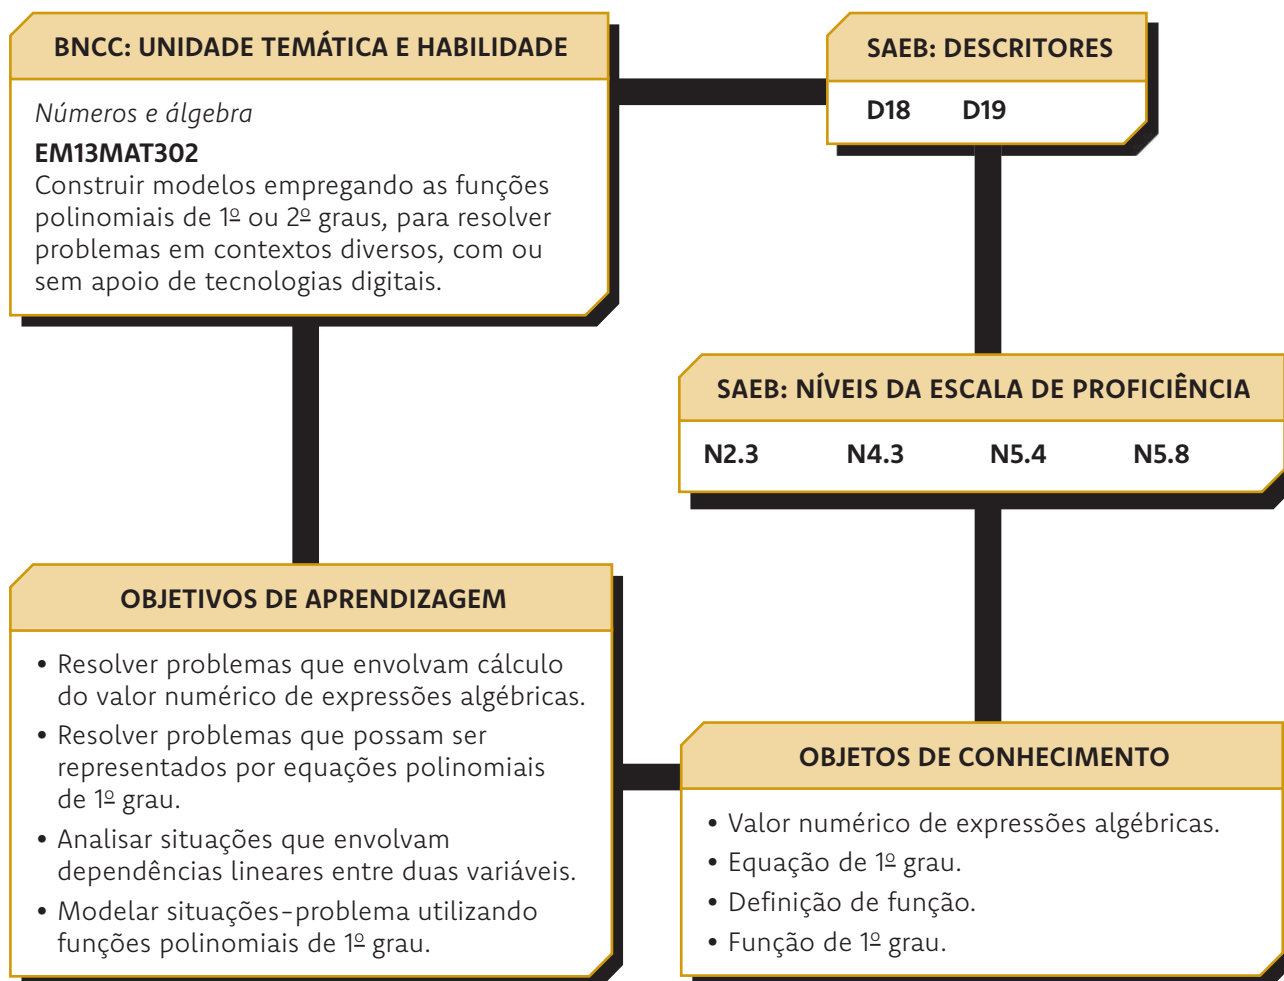 BNCC: UNIDADE TEMÁTICA E HABILIDADE
Números e álgebra
EM13MAT302
Construir modelos empregando as funções
polinomiais de 1º ou 2º graus, para resolver
problemas em contextos diversos, com ou
sem apoio de tecnologias digitais.
SAEB: DESCRITORES
D18 D19
SAEB: NÍVEIS DA ESCALA DE PROFICIÊNCIA
N2.3 N4.3 N5.4 N5.8
OBJETIVOS DE APRENDIZAGEM
• Resolver problemas que envolvam cálculo
do valor numérico de expressões algébricas.
• Resolver problemas que possam ser
representados por equações polinomiais
de 1º grau.
• Analisar situações que envolvam
dependências lineares entre duas variáveis.
• Modelar situações-problema utilizando
funções polinomiais de 1º grau.
OBJETOS DE CONHECIMENTO
• Valor numérico de expressões algébricas.
• Equação de 1º grau.
• Definição de função.
• Função de 1º grau.